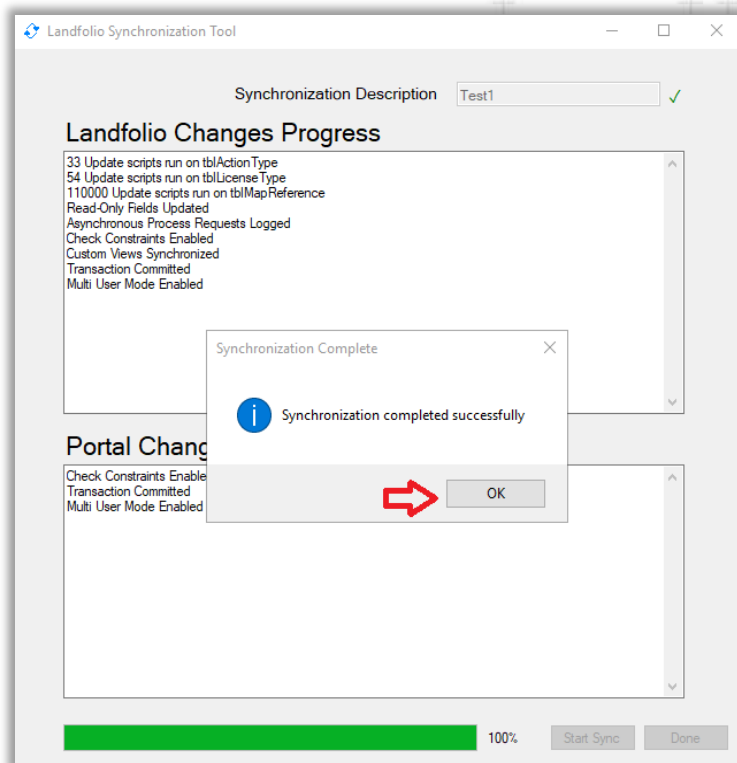 Landfolio Synchronization Tool
Synchronization Description Test1
Landfolio Changes Progress
33 Update scripts run on tblActionType
54 Update scripts run on tblLicenseType
110000 Update scripts run on tblMapReference
Read-Only Fields Updated
Asynchronous Process Requests Logged
Check Constraints Enabled
Custom Views Synchronized
Transaction Committed
Multi User Mode Enabled
Synchronization Complete
Synchronization completed successfully
OK
Portal Chang
Check Constraints Enable
Transaction Committed
Multi User Mode Enabled
100% Start Sync Done